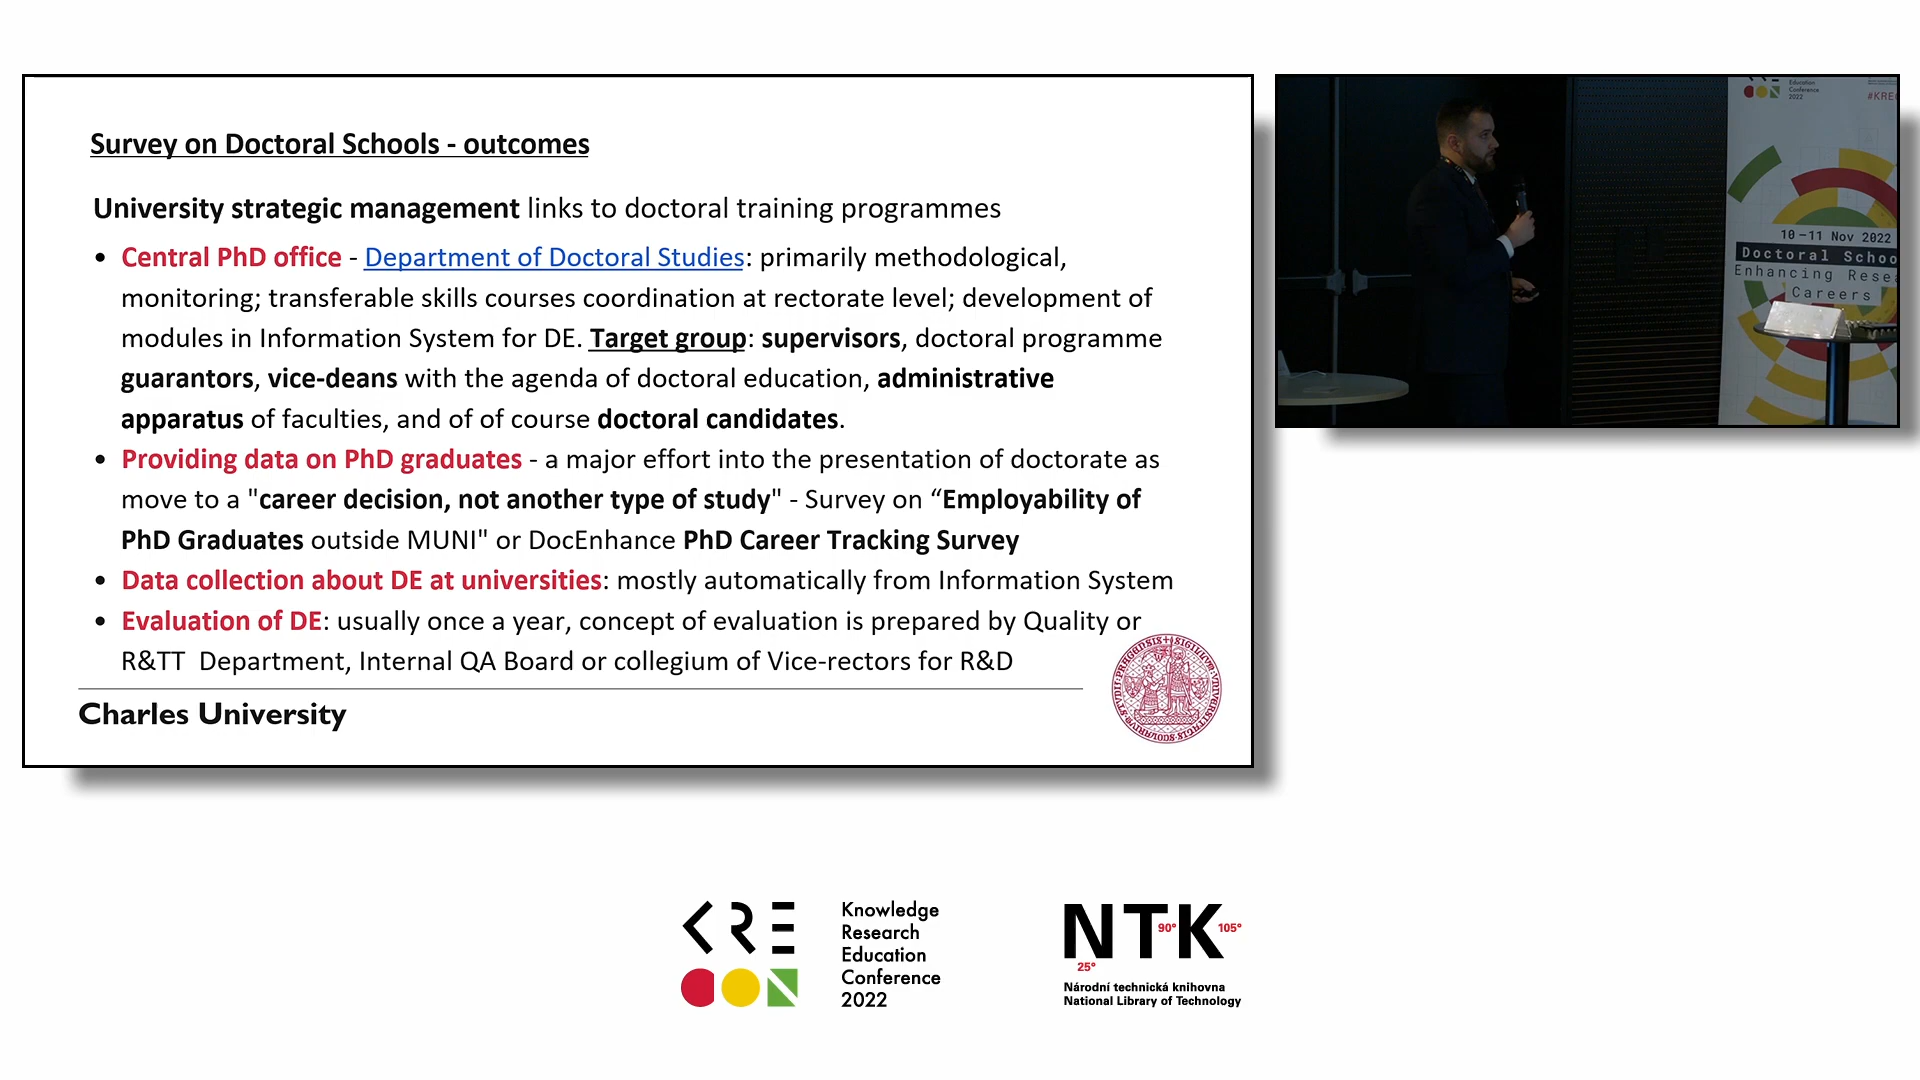 Survey on Doctoral Schools - outcomes
University strategic management links to doctoral training programmes
• Central PhD office - Department of Doctoral Studies: primarily methodological,
monitoring; transferable skills courses coordination at rectorate level; development of
modules in Information System for DE. Target group: supervisors, doctoral programme
guarantors, vice-deans with the agenda of doctoral education, administrative
apparatus of faculties, and of of course doctoral candidates.
• Providing data on PhD graduates - a major effort into the presentation of doctorate as
move to a "career decision, not another type of study" - Survey on “Employability of
PhD Graduates outside MUNI" or DocEnhance PhD Career Tracking Survey
• Data collection about DE at universities: mostly automatically from Information System
• Evaluation of DE: usually once a year, concept of evaluation is prepared by Quality or
R&TT Department, Internal QA Board or collegium of Vice-rectors for R&D
Charles University
Education
Conference
2022
#KREC
10–11 Nov 2022
Doctoral Schoo
Enhancing Resea
Careers
KRE
CON
Knowledge
Research
Education
Conference
2022
NTK
90°
105°
25°
Národní technická knihovna
National Library of Technology